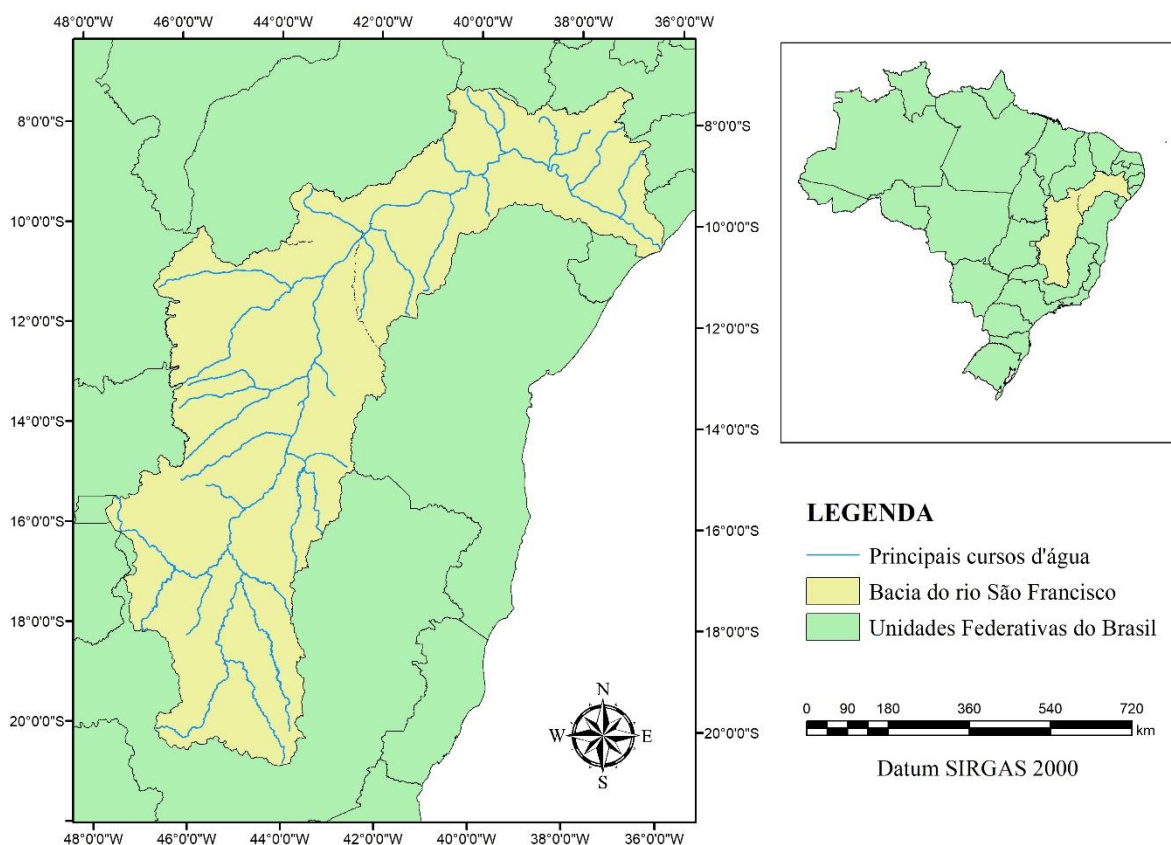 48°0'0"W 46°0'0"W 44°0'0"W 42°0'0"W 40°0'0"W 38°0'0"W 36°0'0"W
8°0'0"S
10°0'0"S
12°0'0"S
14°0'0"S
16°0'0"S
18°0'0"S
20°0'0"S
8°0'0"S
10°0'0"S
12°0'0"S
14°0'0"S
16°0'0"S
18°0'0"S
20°0'0"S
N
W E
S
48°0'0"W 46°0'0"W 44°0'0"W 42°0'0"W 40°0'0"W 38°0'0"W 36°0'0"W
LEGENDA
Principais cursos d'água
Bacia do rio São Francisco
Unidades Federativas do Brasil
0 90 180 360 540 720
km
Datum SIRGAS 2000